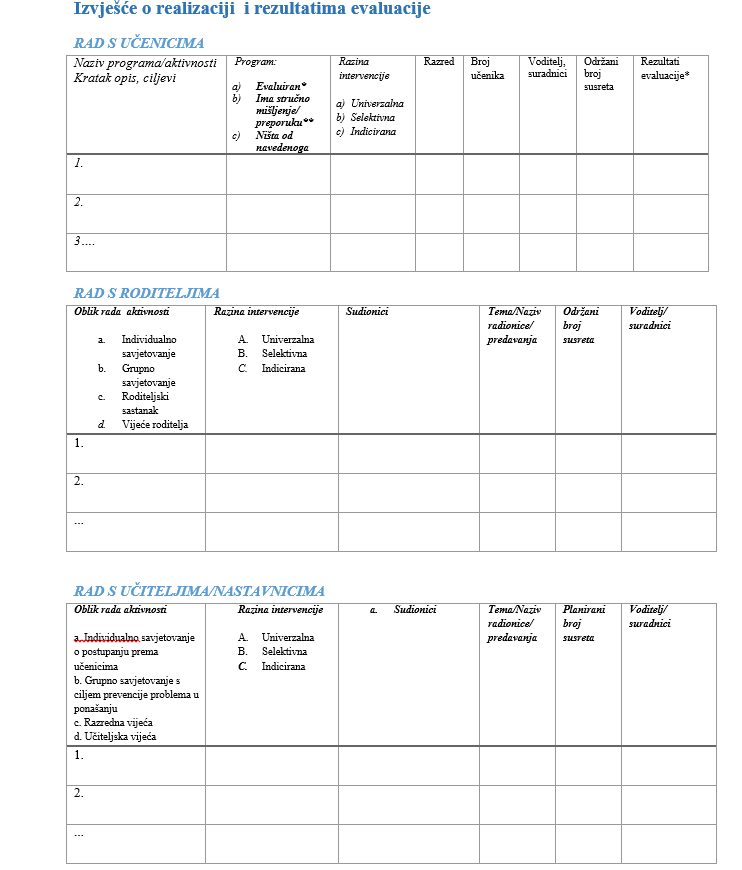 Izvješće o realizaciji i rezultatima evaluacije
RAD S UČENICIMA
Naziv programa/aktivnosti
Kratak opis, ciljevi
Program:
a) Evaluiran*
b) Ima stručno
mišljenje/
preporuku**
c) Ništa od
navedenoga
Razina
intervencije
a) Univerzalna
b) Selektivna
c) Indicirana
Razred
Broj
učenika
Voditelj,
suradnici
Održani
broj
susreta
Rezultati
evaluacije*
1.
2.
3….
RAD S RODITELJIMA
Oblik rada aktivnosti
a. Individualno
savjetovanje
b. Grupno
savjetovanje
c. Roditeljski
sastanak
d. Vijeće roditelja
Razina intervencije
A. Univerzalna
B. Selektivna
C. Indicirana
Sudionici
Tema/Naziv
radionice/
predavanja
Održani
broj
susreta
Voditelj/
suradnici
1.
2.
...
RAD S UČITELJIMA/NASTAVNICIMA
Oblik rada aktivnosti
a. Individualno savjetovanje
o postupanju prema
učenicima
b. Grupno savjetovanje s
ciljem prevencije problema u
ponašanju
c. Razredna vijeća
d. Učiteljska vijeća
Razina intervencije
A. Univerzalna
B. Selektivna
C. Indicirana
a. Sudionici
Tema/Naziv
radionice/
predavanja
Planirani
broj
susreta
Voditelj/
suradnici
1.
2.
...